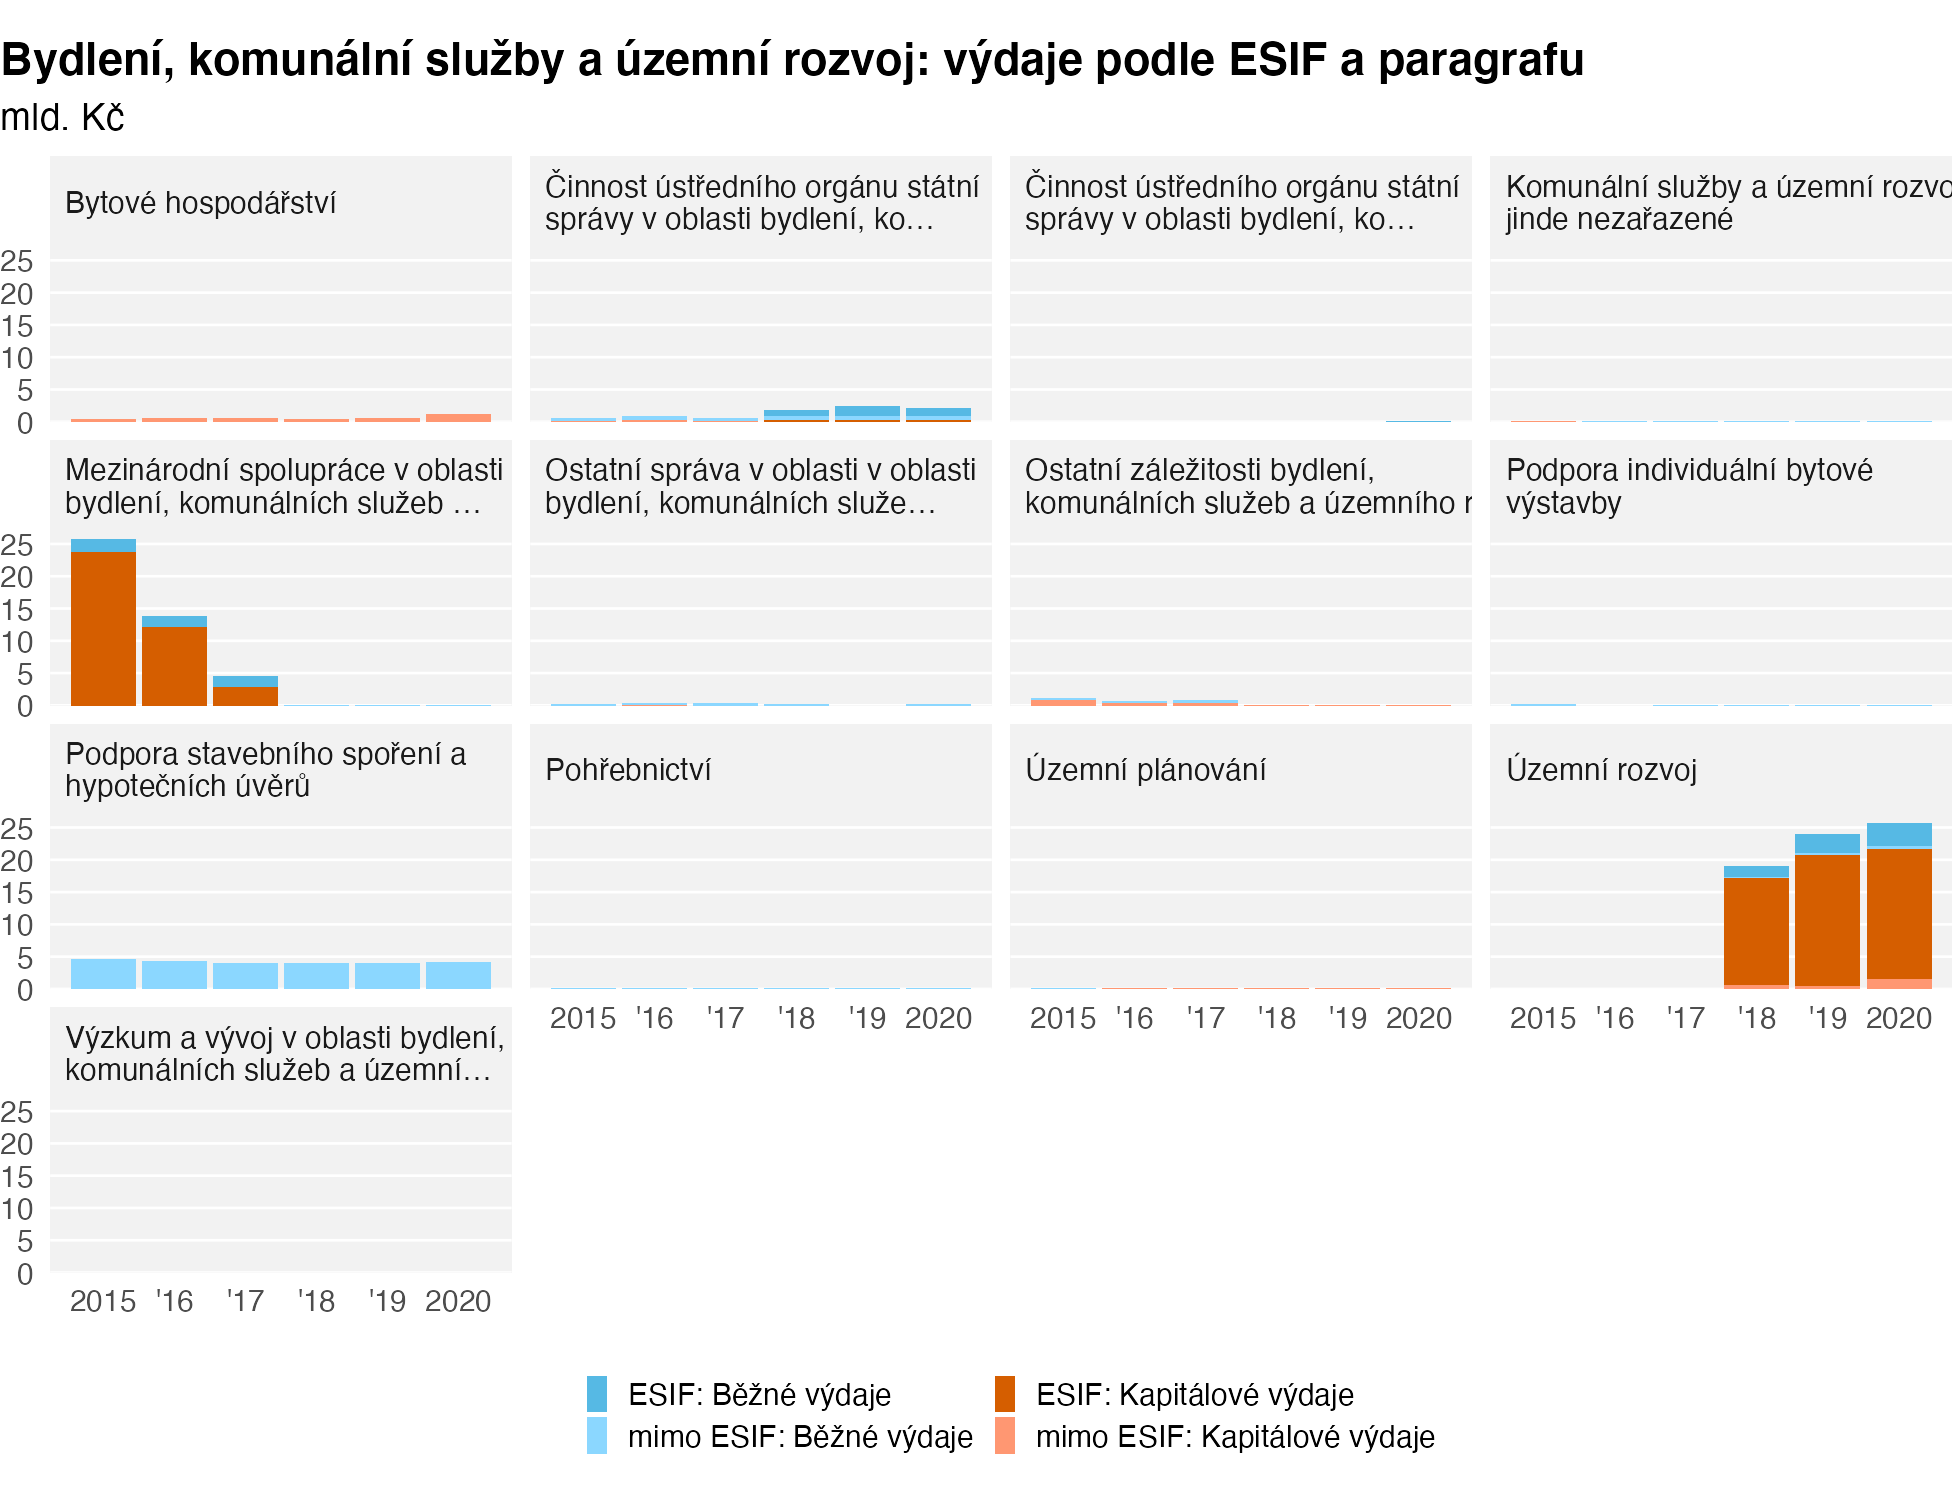 Bydlení, komunální služby a územní rozvoj: výdaje podle ESIF a paragrafu
mld. Kč
Bytové hospodářství
Činnost ústředního orgánu státní
správy v oblasti bydlení, ko…
Činnost ústředního orgánu státní
správy v oblasti bydlení, ko…
Komunální služby a územní rozvo
jinde nezařazené
25
20
15
10
5
0
Mezinárodní spolupráce v oblasti
bydlení, komunálních služeb …
Ostatní správa v oblasti v oblasti
bydlení, komunálních služe…
Ostatní záležitosti bydlení,
komunálních služeb a územního r
Podpora individuální bytové
výstavby
25
20
15
10
5
0
Podpora stavebního spoření a
hypotečních úvěrů
Pohřebnictví
Územní plánování
Územní rozvoj
25
20
15
10
5
0
2015 '16 '17 '18 '19 2020
2015 '16 '17 '18 '19 2020
2015 '16 '17 '18 '19 2020
Výzkum a vývoj v oblasti bydlení,
komunálních služeb a územní…
25
20
15
10
5
0
2015 '16 '17 '18 '19 2020
ESIF: Běžné výdaje
mimo ESIF: Běžné výdaje
ESIF: Kapitálové výdaje
mimo ESIF: Kapitálové výdaje